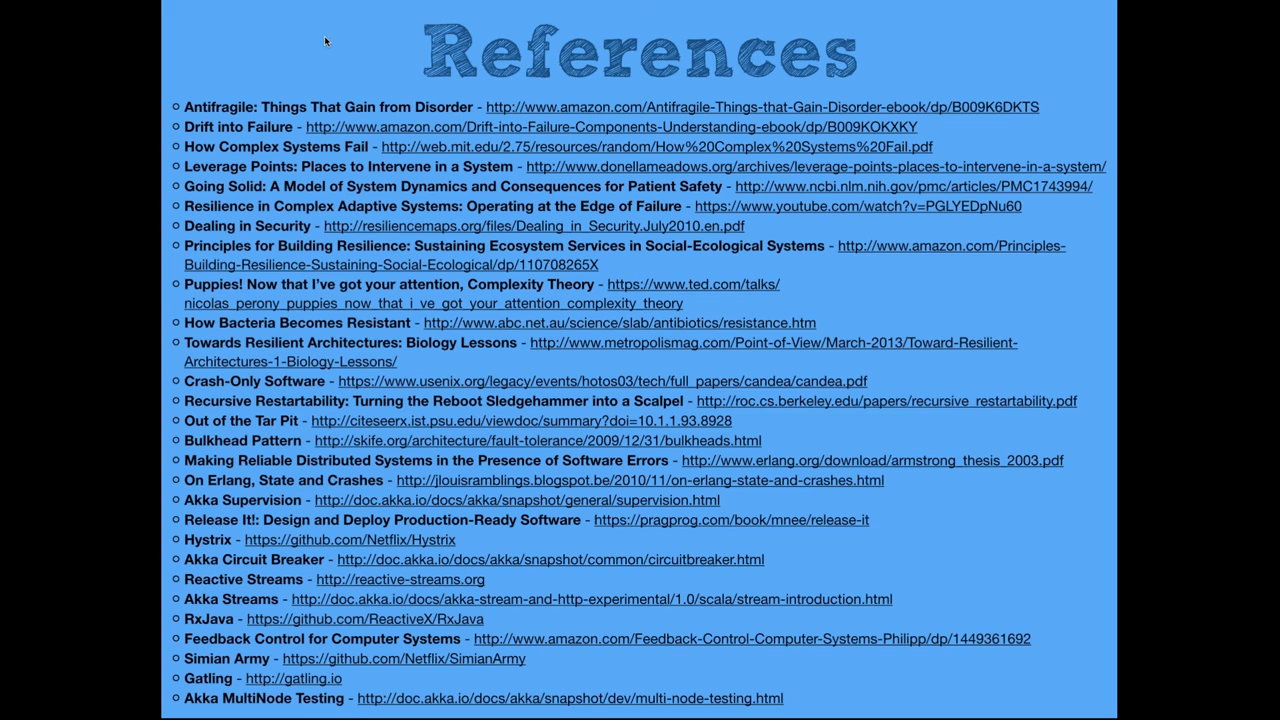 References
Antifragile: Things That Gain from Disorder - http://www.amazon.com/Antifragile-Things-that-Gain-Disorder-ebook/dp/B009K6DKTS
Drift into Failure - http://www.amazon.com/Drift-into-Failure-Components-Understanding-ebook/dp/B009KOKXKY
How Complex Systems Fail - http://web.mit.edu/2.75/resources/random/How%20Complex%20Systems%20Fail.pdf
Leverage Points: Places to Intervene in a System - http://www.donellameadows.org/archives/leverage-points-places-to-intervene-in-a-system/
Going Solid: A Model of System Dynamics and Consequences for Patient Safety - http://www.ncbi.nlm.nih.gov/pmc/articles/PMC1743994/
Resilience in Complex Adaptive Systems: Operating at the Edge of Failure - https://www.youtube.com/watch?v=PGLYEDpNu60
Dealing in Security - http://resiliencemaps.org/files/Dealing_in_Security.July2010.en.pdf
Principles for Building Resilience: Sustaining Ecosystem Services in Social-Ecological Systems - http://www.amazon.com/Principles-
Building-Resilience-Sustaining-Social-Ecological/dp/110708265X
Puppies! Now that I've got your attention, Complexity Theory - https://www.ted.com/talks/
nicolas_perony_puppies_now_that_i_ve_got_your_attention_complexity_theory
How Bacteria Becomes Resistant - http://www.abc.net.au/science/slab/antibiotics/resistance.htm
Towards Resilient Architectures: Biology Lessons - http://www.metropolismag.com/Point-of-View/March-2013/Toward-Resilient-
Architectures-1-Biology-Lessons/
Crash-Only Software - https://www.usenix.org/legacy/events/hotos03/tech/full_papers/candea/candea.pdf
Recursive Restartability: Turning the Reboot Sledgehammer into a Scalpel - http://roc.cs.berkeley.edu/papers/recursive_restartability.pdf
Out of the Tar Pit - http://citeseerx.ist.psu.edu/viewdoc/summary?doi=10.1.1.93.8928
Bulkhead Pattern - http://skife.org/architecture/fault-tolerance/2009/12/31/bulkheads.html
Making Reliable Distributed Systems in the Presence of Software Errors - http://www.erlang.org/download/armstrong_thesis_2003.pdf
On Erlang, State and Crashes - http://jlouisramblings.blogspot.be/2010/11/on-erlang-state-and-crashes.html
Akka Supervision - http://doc.akka.io/docs/akka/snapshot/general/supervision.html
Release It!: Design and Deploy Production-Ready Software - https://pragprog.com/book/mnee/release-it
Hystrix - https://github.com/Netflix/Hystrix
Akka Circuit Breaker - http://doc.akka.io/docs/akka/snapshot/common/circuitbreaker.html
Reactive Streams - http://reactive-streams.org
Akka Streams - http://doc.akka.io/docs/akka-stream-and-http-experimental/1.0/scala/stream-introduction.html
RxJava - https://github.com/ReactiveX/RxJava
Feedback Control for Computer Systems - http://www.amazon.com/Feedback-Control-Computer-Systems-Philipp/dp/1449361692
Simian Army - https://github.com/Netflix/SimianArmy
Gatling - http://gatling.io
Akka MultiNode Testing - http://doc.akka.io/docs/akka/snapshot/dev/multi-node-testing.html